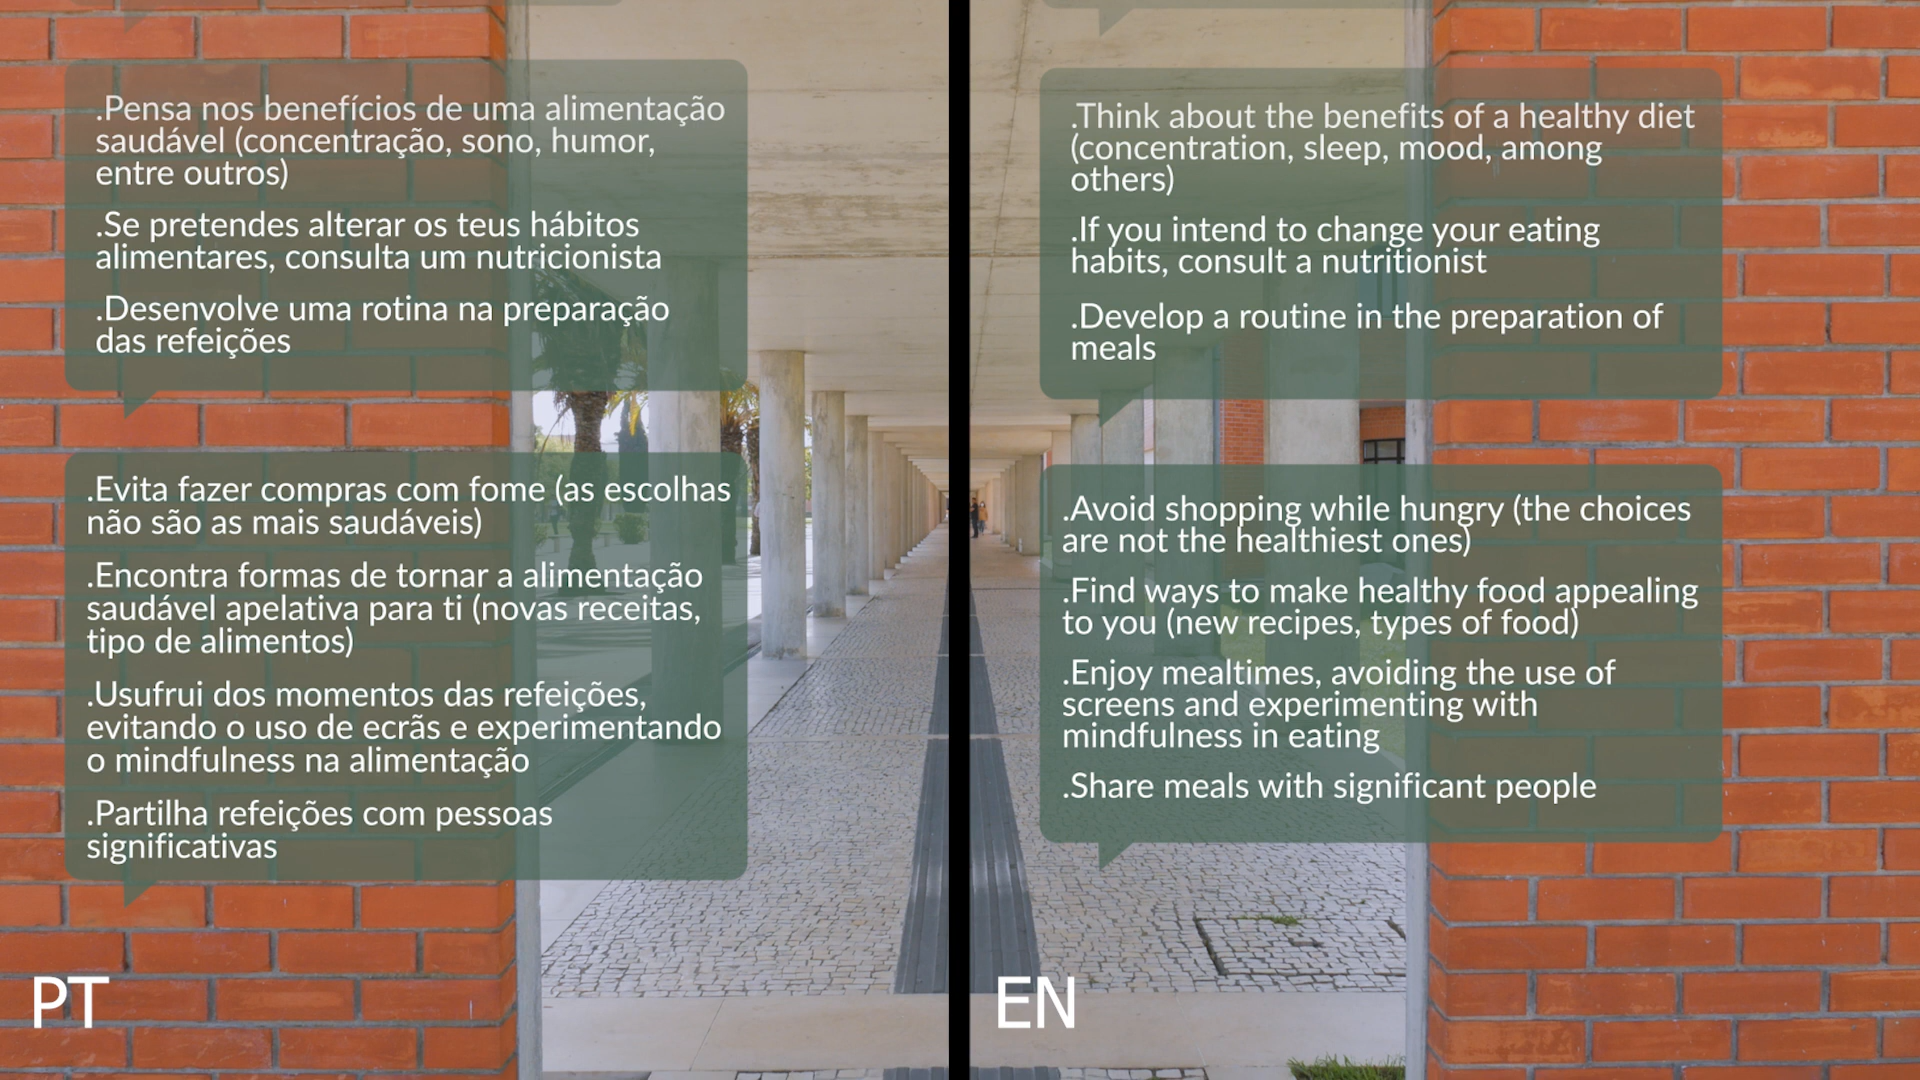 .Pensa nos benefícios de uma alimentação
saudável (concentração, sono, humor,
entre outros)
.Se pretendes alterar os teus hábitos
alimentares, consulta um nutricionista
.Desenvolve uma rotina na preparação
das refeições
.Evita fazer compras com fome (as escolhas
não são as mais saudáveis)
.Encontra formas de tornar a alimentação
saudável apelativa para ti (novas receitas,
tipo de alimentos)
.Usufrui dos momentos das refeições,
evitando o uso de ecrãs e experimentando
o mindfulness na alimentação
.Partilha refeições com pessoas
significativas
PT
.Think about the benefits of a healthy diet
(concentration, sleep, mood, among
others)
.If you intend to change your eating
habits, consult a nutritionist
.Develop a routine in the preparation of
meals
.Avoid shopping while hungry (the choices
are not the healthiest ones)
.Find ways to make healthy food appealing
to you (new recipes, types of food)
.Enjoy mealtimes, avoiding the use of
screens and experimenting with
mindfulness in eating
.Share meals with significant people
EN